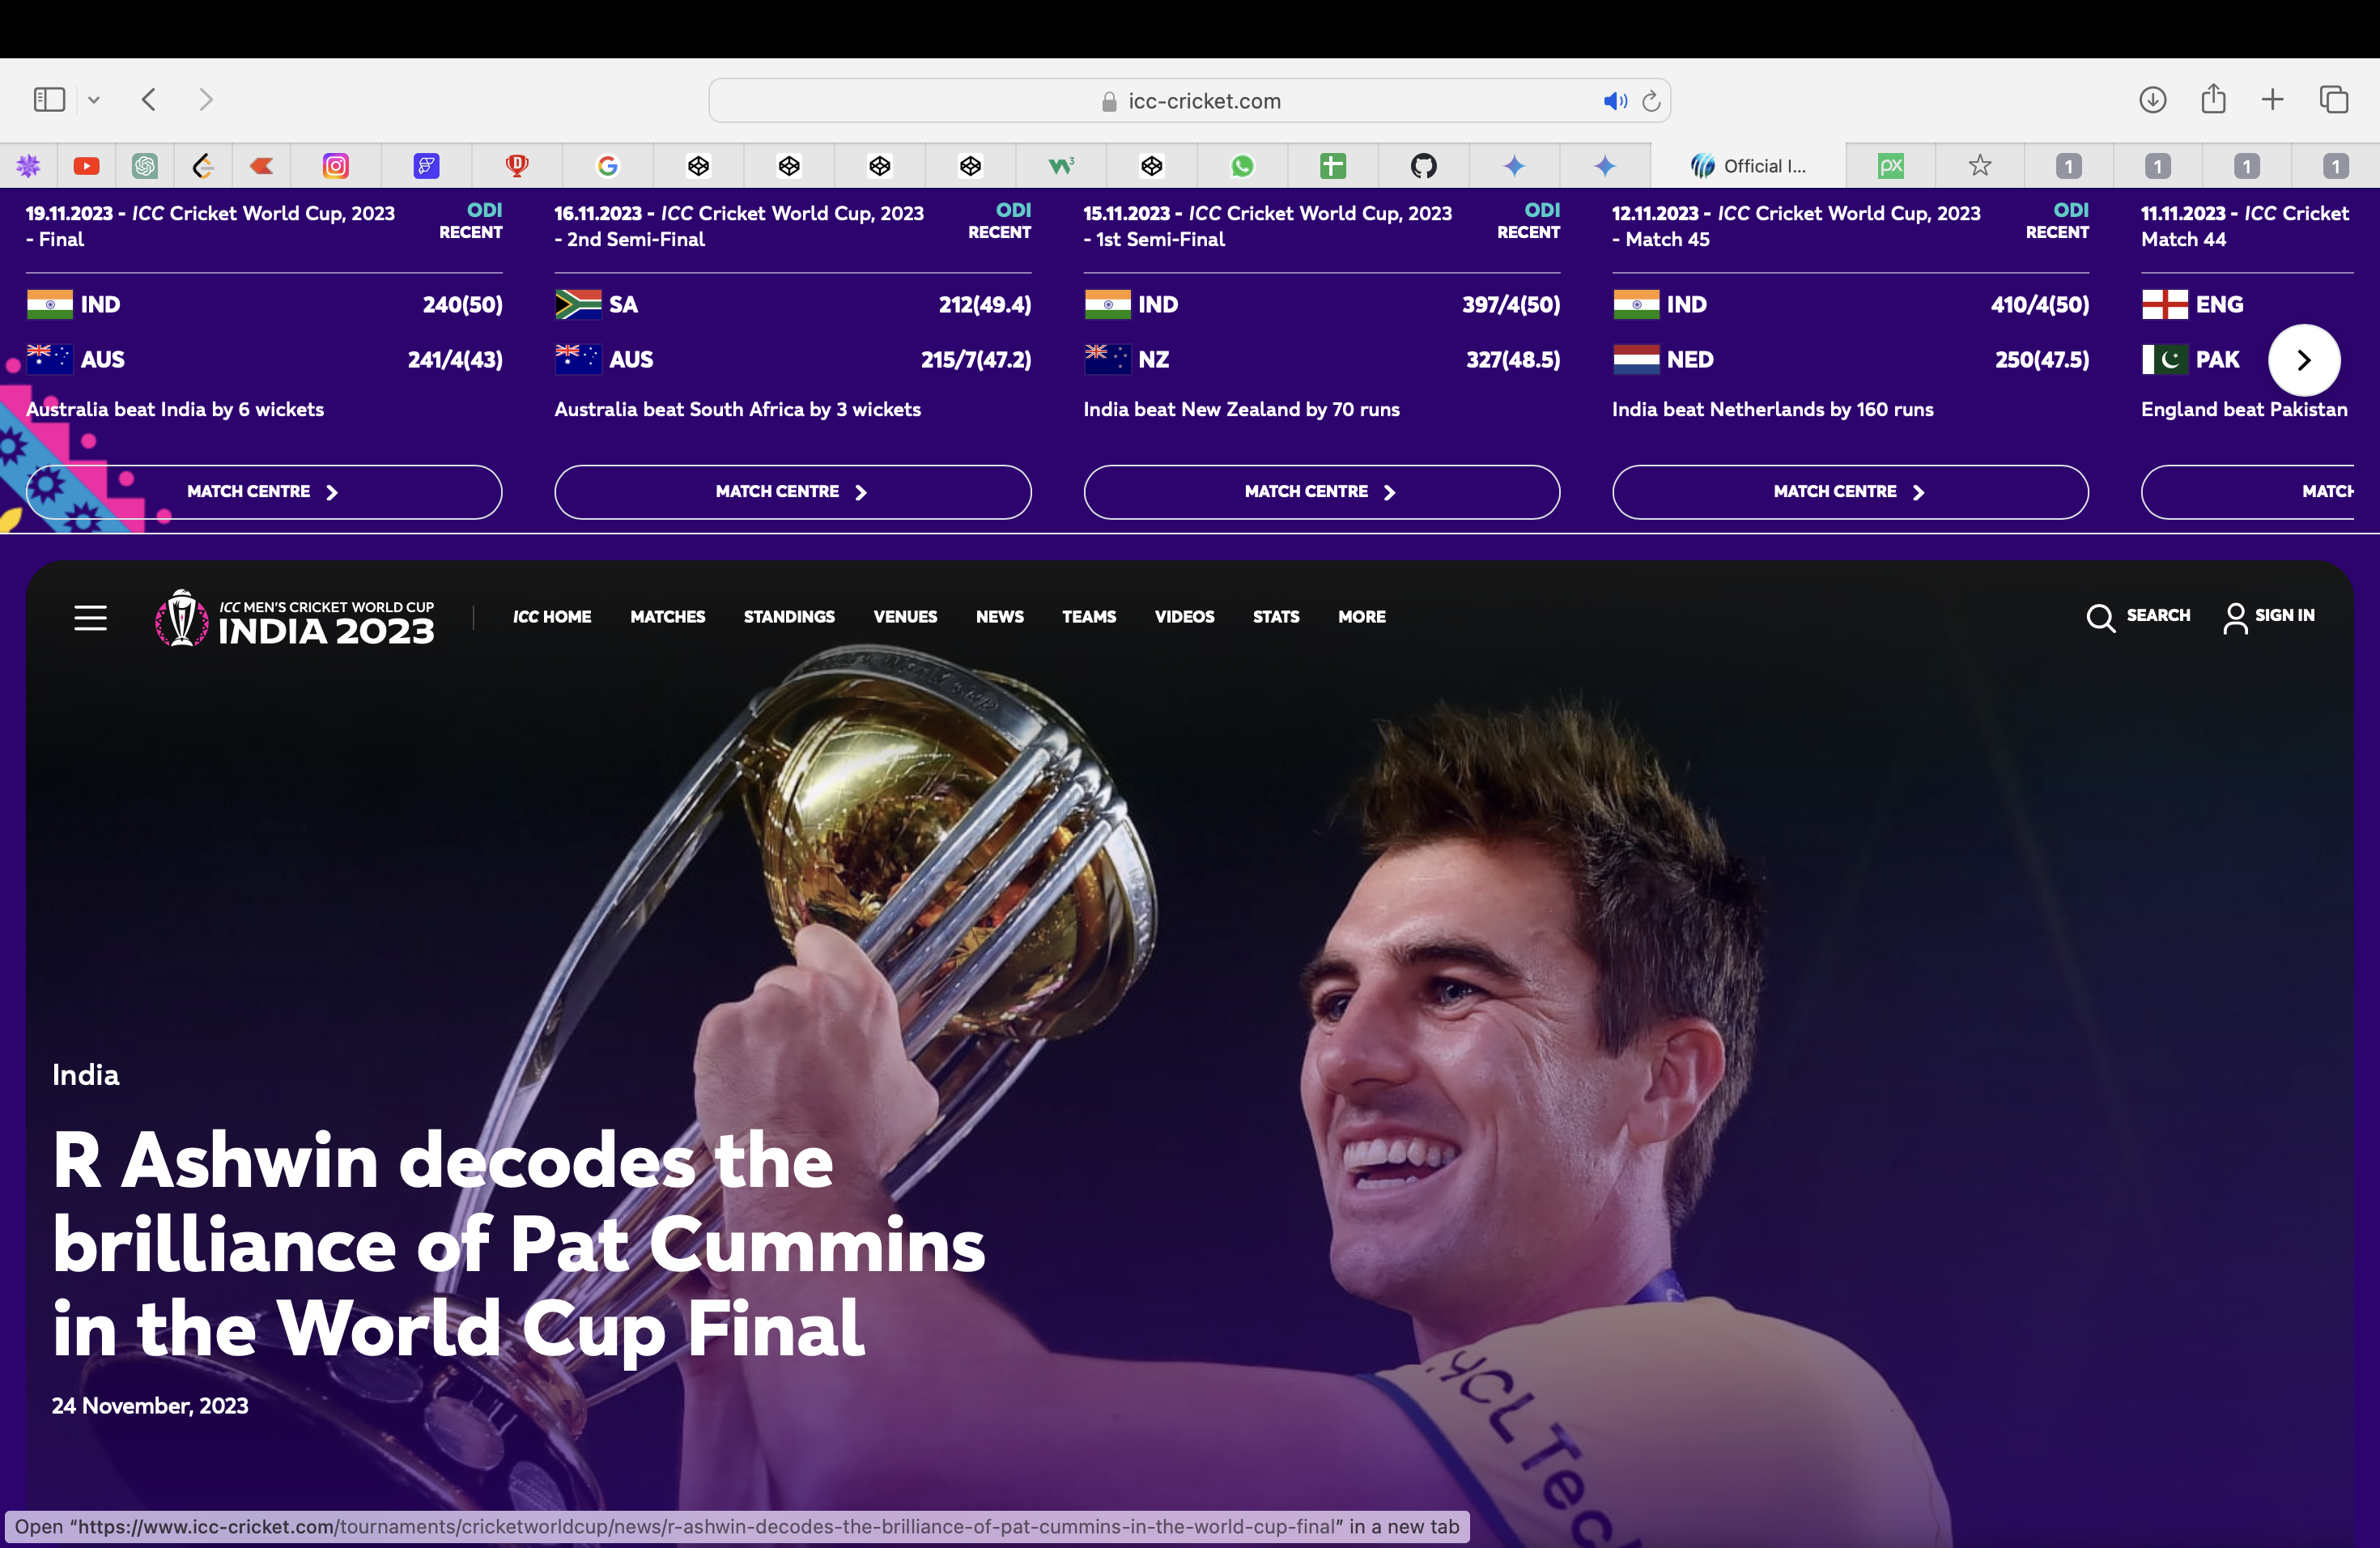 icc-cricket.com
Official I...
1
1
1
1
19.11.2023 - ICC Cricket World Cup, 2023
- Final
ODI
RECENT
IND 240(50)
AUS 241/4(43)
Australia beat India by 6 wickets
MATCH CENTRE
16.11.2023 - ICC Cricket World Cup, 2023
- 2nd Semi-Final
ODI
RECENT
SA 212(49.4)
AUS 215/7(47.2)
Australia beat South Africa by 3 wickets
MATCH CENTRE
15.11.2023 - ICC Cricket World Cup, 2023
- 1st Semi-Final
ODI
RECENT
IND 397/4(50)
NZ 327(48.5)
India beat New Zealand by 70 runs
MATCH CENTRE
12.11.2023 - ICC Cricket World Cup, 2023
- Match 45
ODI
RECENT
IND 410/4(50)
NED 250(47.5)
India beat Netherlands by 160 runs
MATCH CENTRE
11.11.2023 - ICC Cricket
Match 44
ENG
PAK
England beat Pakistan
MATCH
ICC MEN'S CRICKET WORLD CUP
INDIA 2023
ICC HOME MATCHES STANDINGS VENUES NEWS TEAMS VIDEOS STATS MORE
SEARCH SIGN IN
India
R Ashwin decodes the
brilliance of Pat Cummins
in the World Cup Final
24 November, 2023
HCLTech
Open “https://www.icc-cricket.com/tournaments/cricketworldcup/news/r-ashwin-decodes-the-brilliance-of-pat-cummins-in-the-world-cup-final” in a new tab